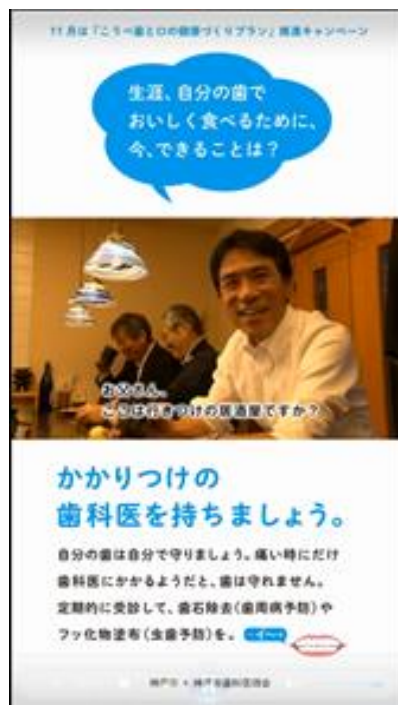 11月は「こうべ歯と口の健康づくりプラン」推進キャンペーン
生涯、自分の歯で
おいしく食べるために、
今、できることは？
お父さん、
ここは行きつけの居酒屋ですか？
かかりつけの
歯科医を持ちましょう。
自分の歯は自分で守りましょう。痛い時にだけ
歯科医にかかるようだと、歯は守れません。
定期的に受診して、歯石除去（歯周病予防）や
フッ化物塗布（虫歯予防）を。
神戸市 × 神戸市歯科医師会